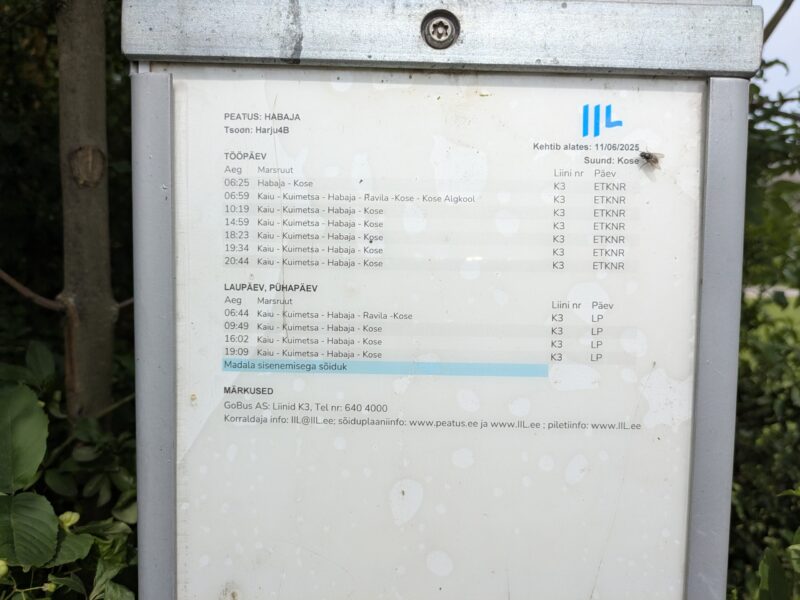 PEATUS: HABAJA
Tsoon: Harju4B
IIL
Kehtib alates: 11/06/2025
Suund: Kose
TÖÖPÄEV
Aeg Marsruut Liini nr Päev
06:25 Habaja - Kose K3 ETKNR
06:59 Kaiu - Kuimetsa - Habaja - Ravila -Kose - Kose Algkool K3 ETKNR
10:19 Kaiu - Kuimetsa - Habaja - Kose K3 ETKNR
14:59 Kaiu - Kuimetsa - Habaja - Kose K3 ETKNR
18:23 Kaiu - Kuimetsa - Habaja - Kose K3 ETKNR
19:34 Kaiu - Kuimetsa - Habaja - Kose K3 ETKNR
20:44 Kaiu - Kuimetsa - Habaja - Kose K3 ETKNR
LAUPÄEV, PÜHAPÄEV
Aeg Marsruut Liini nr Päev
06:44 Kaiu - Kuimetsa - Habaja - Ravila -Kose K3 LP
09:49 Kaiu - Kuimetsa - Habaja - Kose K3 LP
16:02 Kaiu - Kuimetsa - Habaja - Kose K3 LP
19:09 Kaiu - Kuimetsa - Habaja - Kose K3 LP
Madala sisenemisega sõiduk
MÄRKUSED
GoBus AS: Liinid K3, Tel nr: 640 4000
Korraldaja info: IIL@IIL.ee; sõiduplaaniinfo: www.peatus.ee ja www.IIL.ee ; piletiinfo: www.IIL.ee